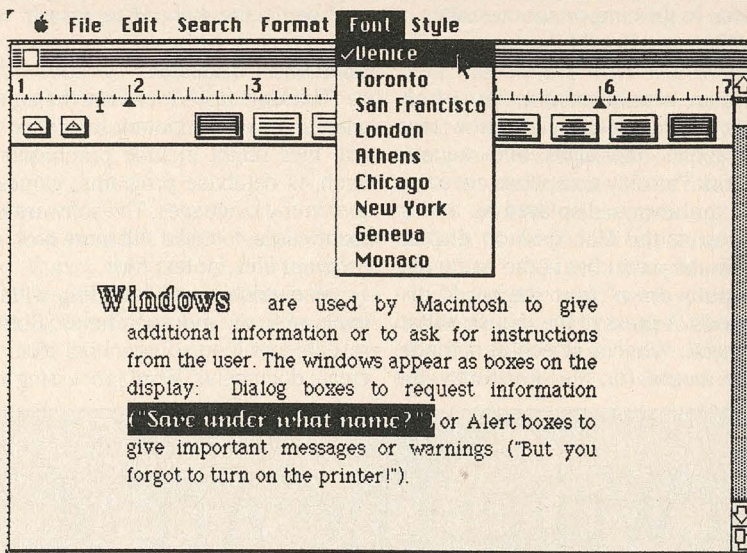 File Edit Search Format Font Style
✓Venice
Toronto
San Francisco
London
Athens
Chicago
New York
Geneva
Monaco
1 2 3 6 7
Windows are used by Macintosh to give
additional information or to ask for instructions
from the user. The windows appear as boxes on the
display. Dialog boxes to request information
("Save under what name?") or Alert boxes to
give important messages or warnings ("But you
forgot to turn on the printer!").